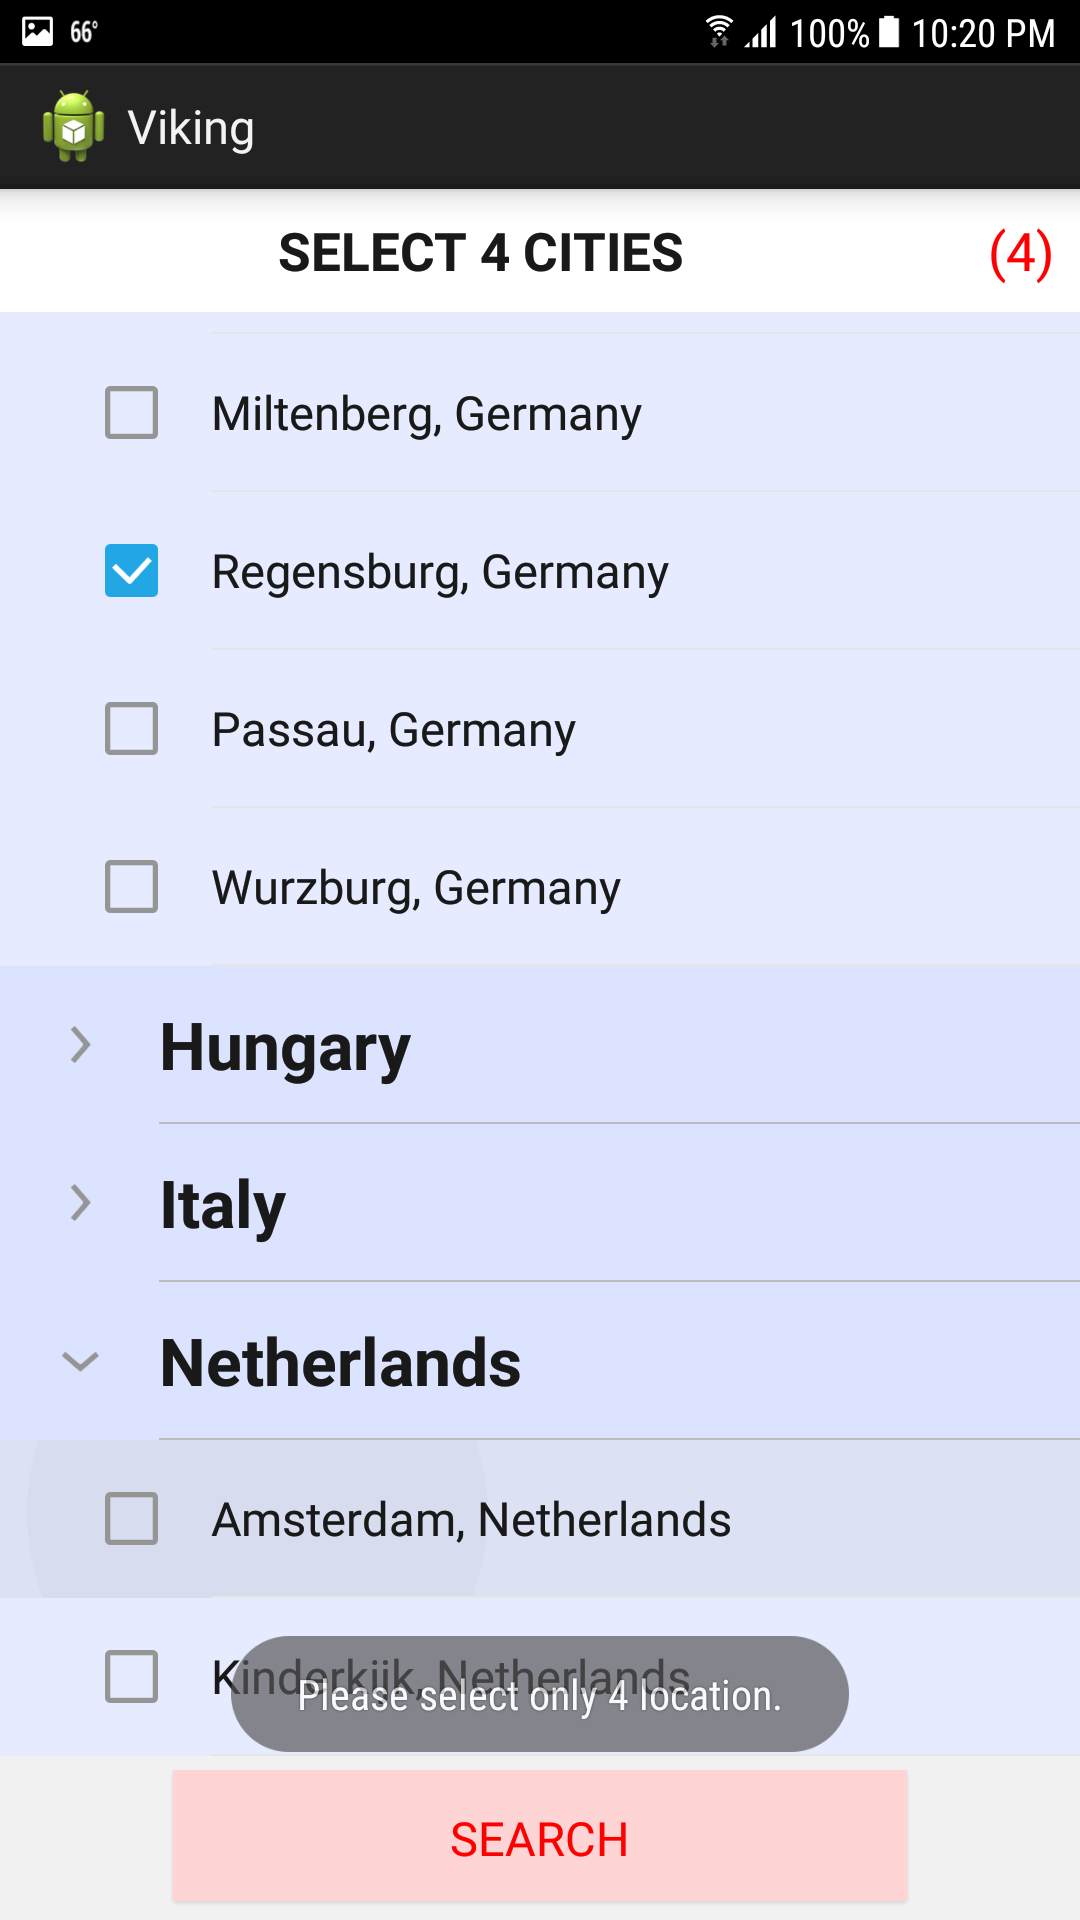 66°
100% 10:20 PM
Viking
SELECT 4 CITIES
(4)
Miltenberg, Germany
Regensburg, Germany
Passau, Germany
Wurzburg, Germany
Hungary
Italy
Netherlands
Amsterdam, Netherlands
Kinderkijk, Netherlands
Please select only 4 location.
SEARCH